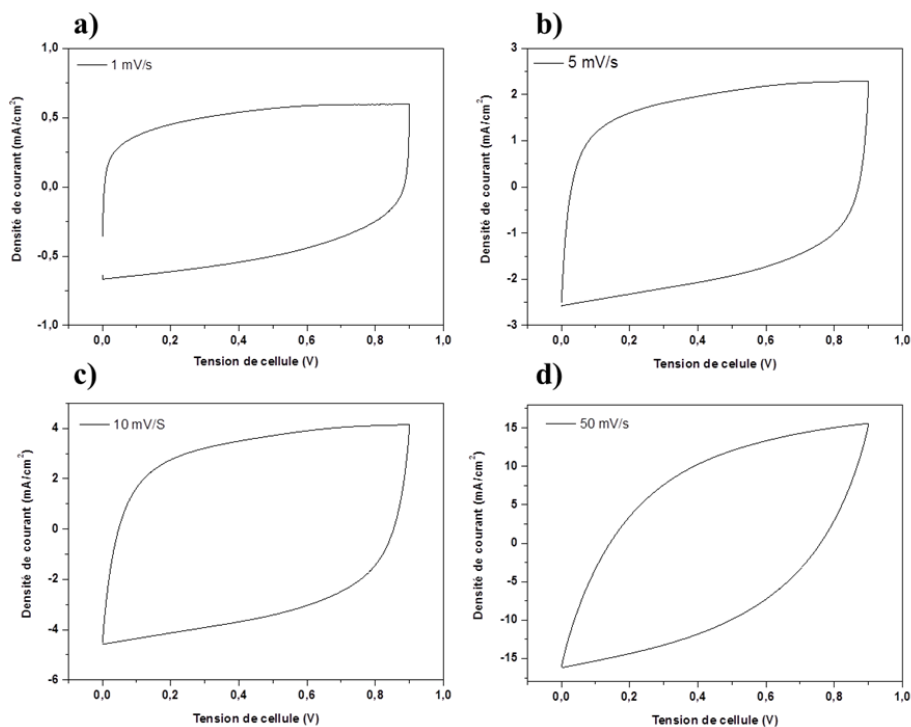 a)
1 mV/s
Densité de courant (mA/cm²)
1,0
0,5
0,0
-0,5
-1,0
0,0 0,2 0,4 0,6 0,8 1,0
Tension de cellule (V)
b)
5 mV/s
Densité de courant (mA/cm²)
3
2
1
0
-1
-2
-3
0,0 0,2 0,4 0,6 0,8 1,0
Tension de celule (V)
c)
10 mV/S
Densité de courant (mA/cm²)
4
2
0
-2
-4
-6
0,0 0,2 0,4 0,6 0,8 1,0
Tension de cellule (V)
d)
50 mV/s
Densité de courant (mA/cm²)
15
10
5
0
-5
-10
-15
0,0 0,2 0,4 0,6 0,8 1,0
Tension de cellule (V)